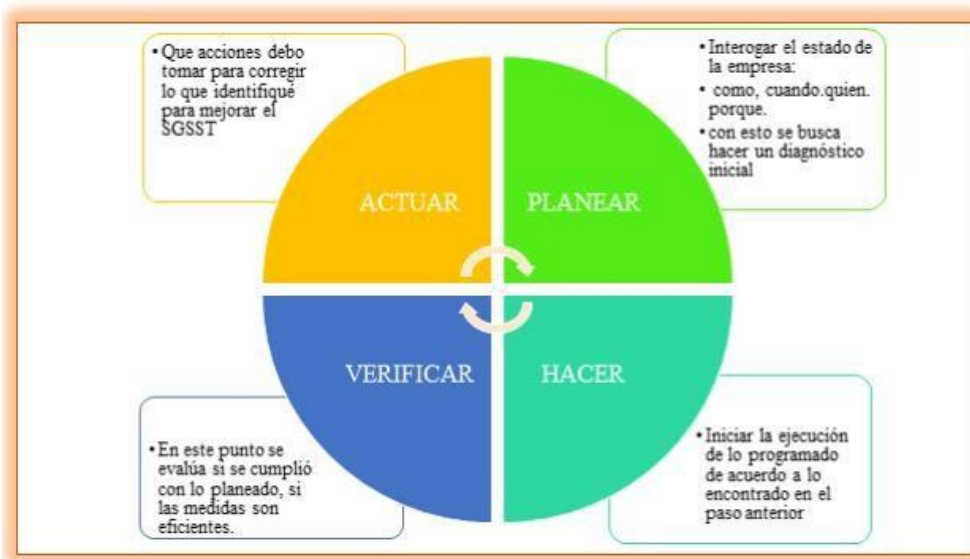 • Que acciones debo
tomar para corregir
lo que identifiqué
para mejorar el
SGSST
• Interogar el estado de
la empresa:
• como, cuando.quien.
porque.
• con esto se busca
hacer un diagnóstico
inicial
ACTUAR
PLANEAR
VERIFICAR
HACER
• En este punto se
evalúa si se cumplió
con lo planeado, si
las medidas son
eficientes.
• Iniciar la ejecución
de lo programado
de acuerdo a lo
encontrado en el
paso anterior